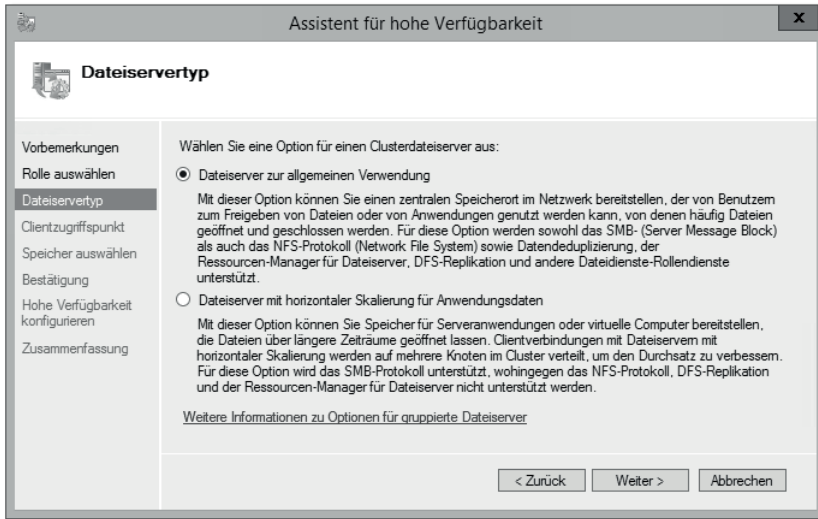 Assistent für hohe Verfügbarkeit
x
Dateiservertyp
Vorbemerkungen
Rolle auswählen
Dateiservertyp
Clientzugriffspunkt
Speicher auswählen
Bestätigung
Hohe Verfügbarkeit
konfigurieren
Zusammenfassung
Wählen Sie eine Option für einen Clusterdateiserver aus:
Dateiserver zur allgemeinen Verwendung
Mit dieser Option können Sie einen zentralen Speicherort im Netzwerk bereitstellen, der von Benutzern
zum Freigeben von Dateien oder von Anwendungen genutzt werden kann, von denen häufig Dateien
geöffnet und geschlossen werden. Für diese Option werden sowohl das SMB- (Server Message Block)
als auch das NFS-Protokoll (Network File System) sowie Datendeduplizierung, der
Ressourcen-Manager für Dateiserver, DFS-Replikation und andere Dateidienste-Rollendienste
unterstützt.
Dateiserver mit horizontaler Skalierung für Anwendungsdaten
Mit dieser Option können Sie Speicher für Serveranwendungen oder virtuelle Computer bereitstellen,
die Dateien über längere Zeiträume geöffnet lassen. Clientverbindungen mit Dateiservern mit
horizontaler Skalierung werden auf mehrere Knoten im Cluster verteilt, um den Durchsatz zu verbessern.
Für diese Option wird das SMB-Protokoll unterstützt, wohingegen das NFS-Protokoll, DFS-Replikation
und der Ressourcen-Manager für Dateiserver nicht unterstützt werden.
Weitere Informationen zu Optionen für gruppierte Dateiserver
< Zurück
Weiter >
Abbrechen